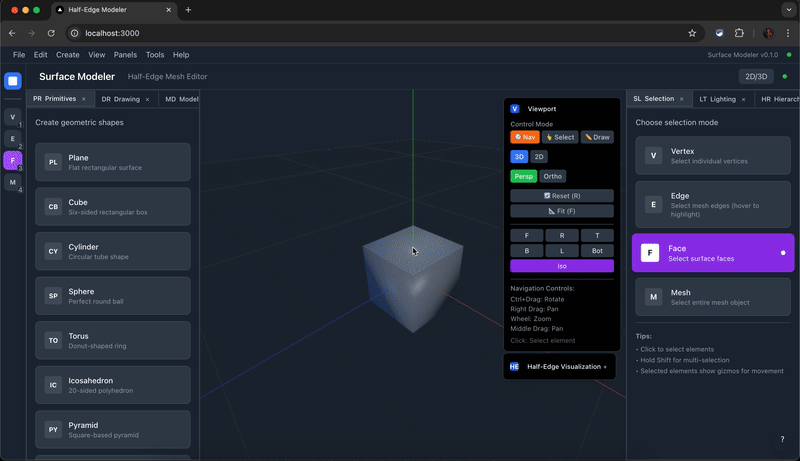 Half-Edge Modeler
localhost:3000
File Edit Create View Panels Tools Help
Surface Modeler v0.1.0
Surface Modeler
Half-Edge Mesh Editor
2D/3D
V 1
E 2
F 3
M 4
PR Primitives × DR Drawing × MD Model
Create geometric shapes
PL Plane
Flat rectangular surface
CB Cube
Six-sided rectangular box
CY Cylinder
Circular tube shape
SP Sphere
Perfect round ball
TO Torus
Donut-shaped ring
IC Icosahedron
20-sided polyhedron
PY Pyramid
Square-based pyramid
V Viewport
Control Mode
Nav Select Draw
3D 2D
Persp Ortho
Reset (R)
Fit (F)
F R T
B L Bot
Iso
Navigation Controls:
Ctrl+Drag: Rotate
Right Drag: Pan
Wheel: Zoom
Middle Drag: Pan
Click: Select element
HE Half-Edge Visualization +
SL Selection × LT Lighting × HR Hierarch
Choose selection mode
V Vertex
Select individual vertices
E Edge
Select mesh edges (hover to
highlight)
F Face
Select surface faces
M Mesh
Select entire mesh object
Tips:
• Click to select elements
• Hold Shift for multi-selection
• Selected elements show gizmos for movement
?